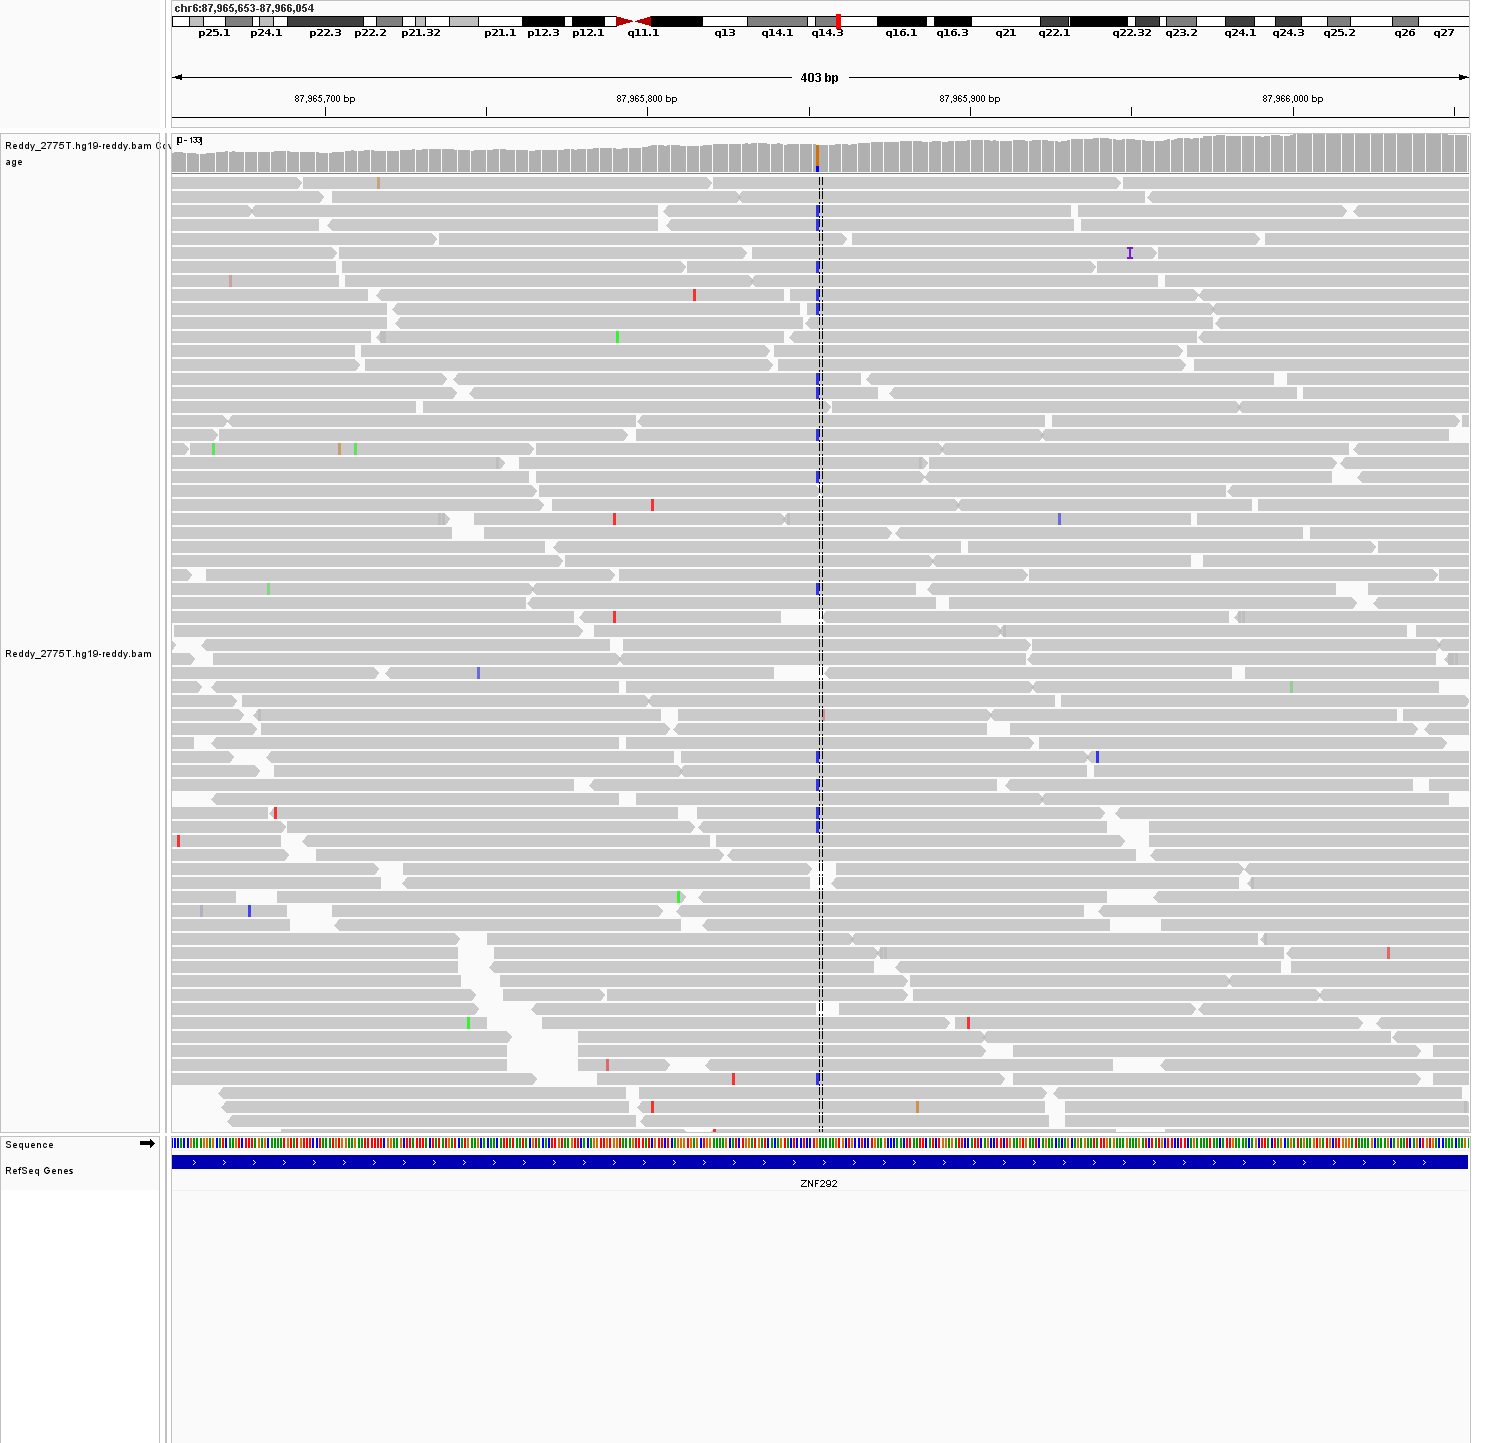 chr6:87,965,653-87,966,054
p25.1 p24.1 p22.3 p22.2 p21.32 p21.1 p12.3 p12.1 q11.1 q13 q14.1 q14.3 q16.1 q16.3 q21 q22.1 q22.32 q23.2 q24.1 q24.3 q25.2 q26 q27
403 bp
87,965,700 bp 87,965,800 bp 87,965,900 bp 87,966,000 bp
[0 - 133]
Reddy_2775T.hg19-reddy.bam Cov
age
I
Reddy_2775T.hg19-reddy.bam
Sequence
RefSeq Genes
ZNF292